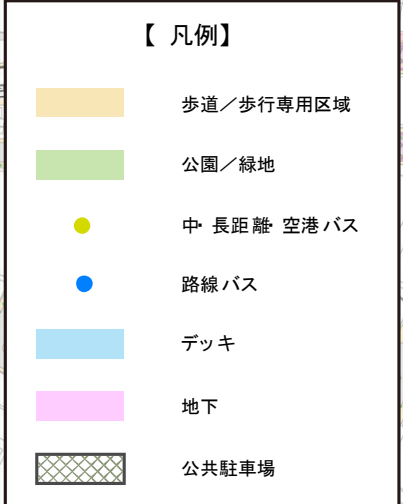 【 凡例】
歩道／歩行専用区域
公園／緑地
中・長距離・空港バス
路線バス
デッキ
地下
公共駐車場